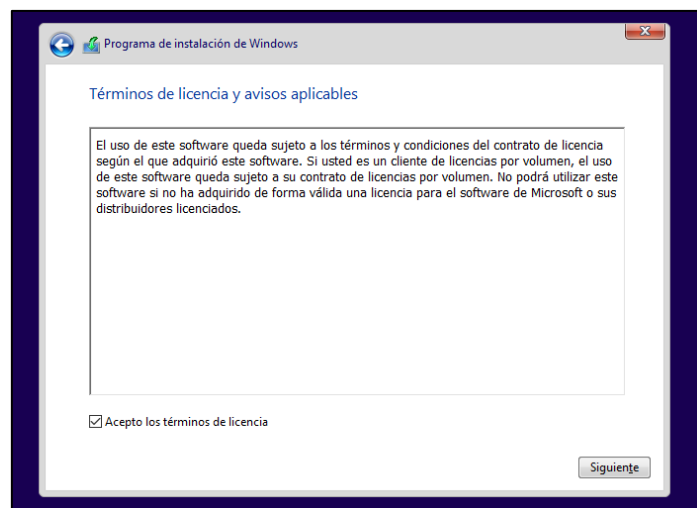 Programa de instalación de Windows
Términos de licencia y avisos aplicables
El uso de este software queda sujeto a los términos y condiciones del contrato de licencia
según el que adquirió este software. Si usted es un cliente de licencias por volumen, el uso
de este software queda sujeto a su contrato de licencias por volumen. No podrá utilizar este
software si no ha adquirido de forma válida una licencia para el software de Microsoft o sus
distribuidores licenciados.
Acepto los términos de licencia
Siguiente